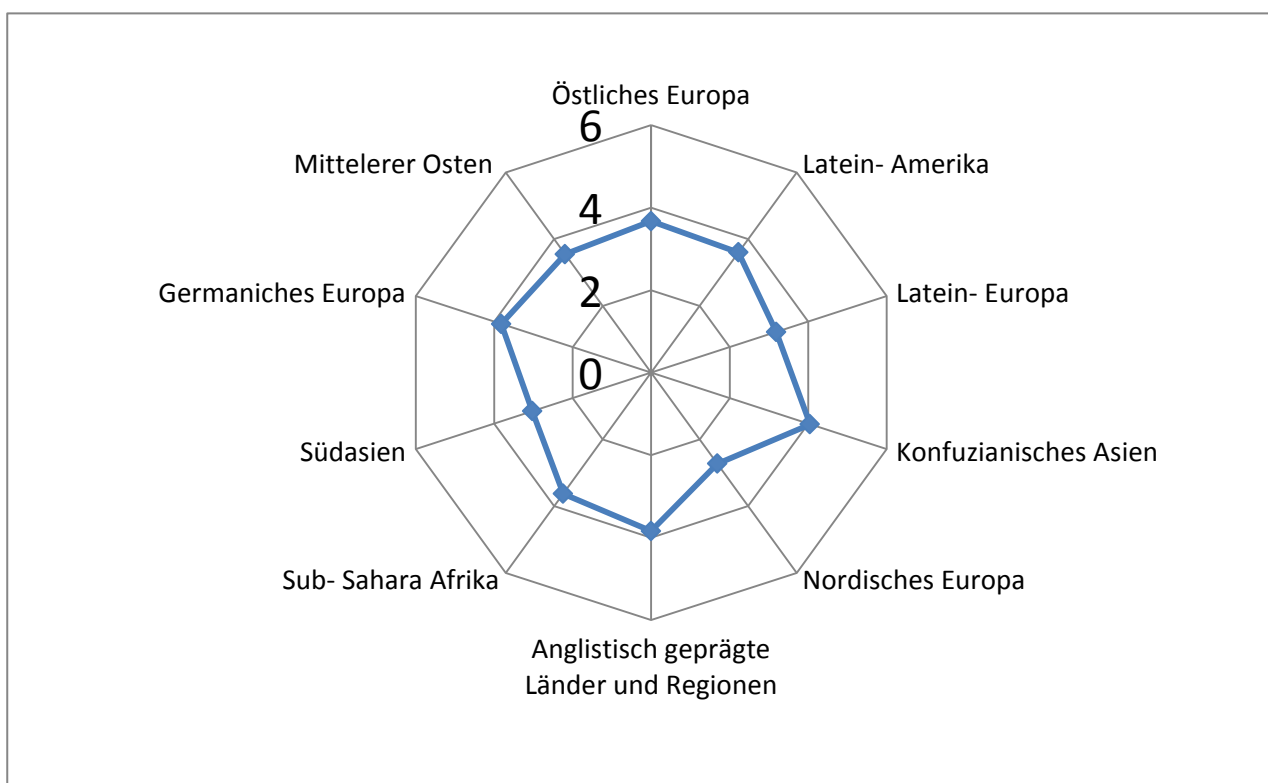 Östliches Europa
6
Mittelerer Osten
Latein- Amerika
4
Germaniches Europa
2
Latein- Europa
0
Südasien
Konfuzianisches Asien
Sub- Sahara Afrika
Nordisches Europa
Anglistisch geprägte
Länder und Regionen